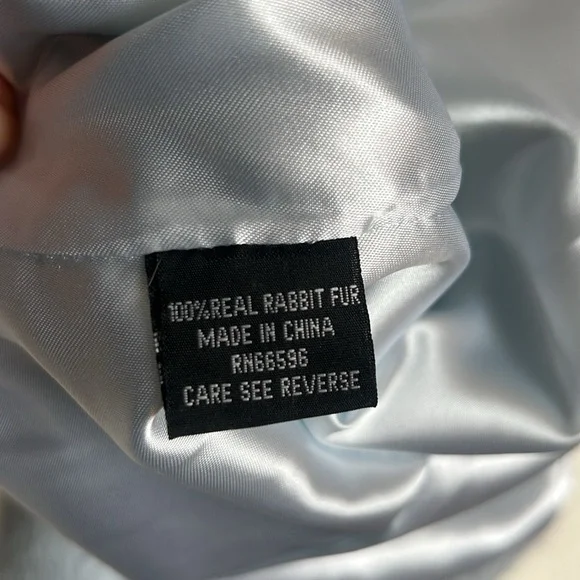 100%REAL RABBIT FUR
MADE IN CHINA
RN66596
CARE SEE REVERSE